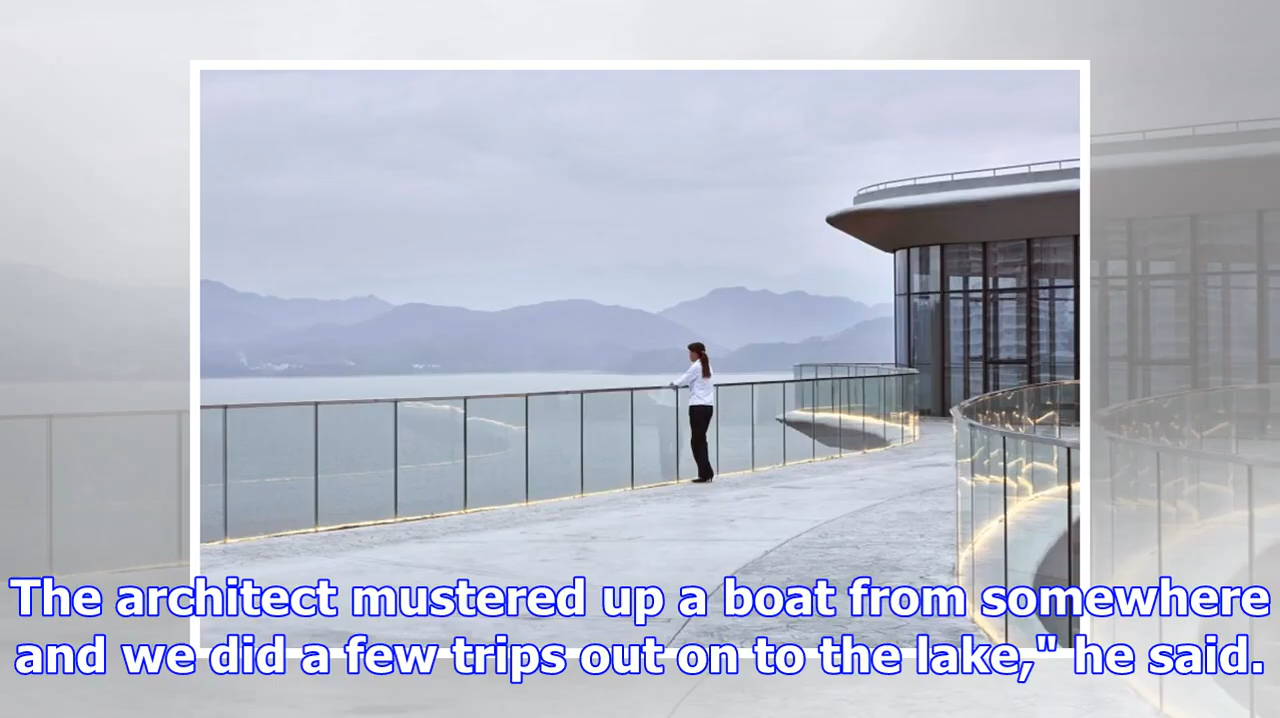 The architect mustered up a boat from somewhere
and we did a few trips out on to the lake," he said.